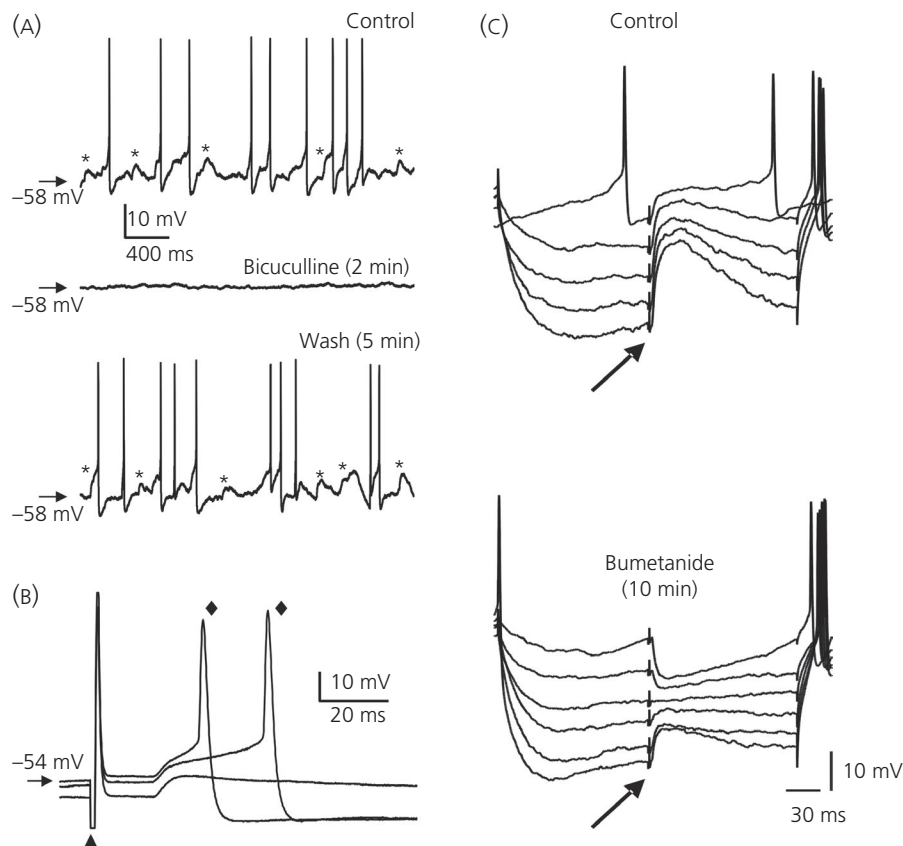 (A)
Control
*
*
*
*
*
−58 mV
10 mV
400 ms
Bicuculline (2 min)
−58 mV
Wash (5 min)
*
*
*
*
*
*
−58 mV
(B)
−54 mV
10 mV
20 ms
(C)
Control
Bumetanide
(10 min)
10 mV
30 ms